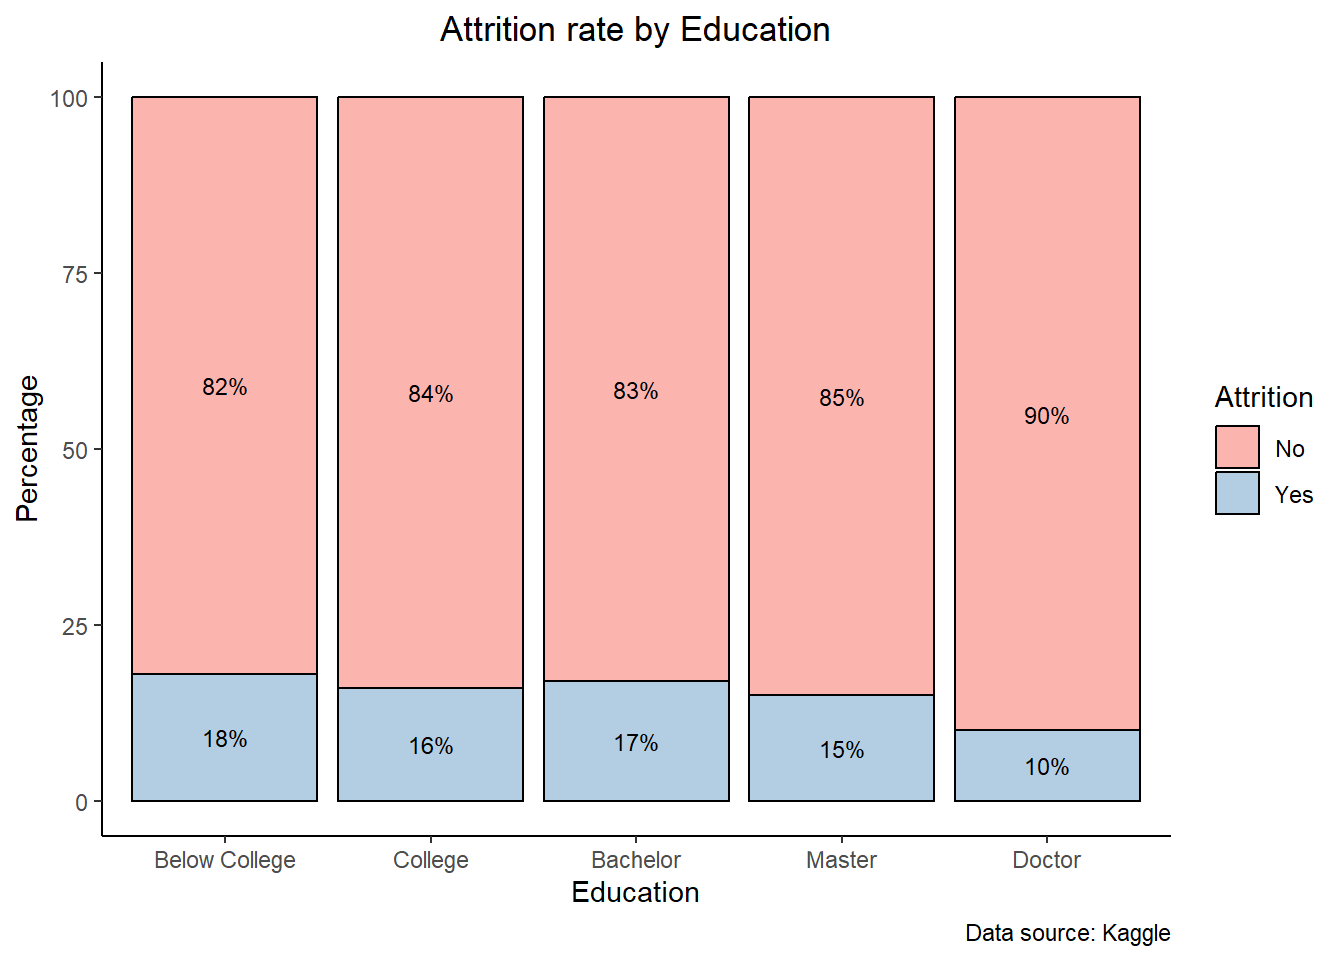 Attrition rate by Education
Percentage
100
75
50
25
0
82%
84%
83%
85%
90%
18%
16%
17%
15%
10%
Below College
College
Bachelor
Master
Doctor
Education
Attrition
No
Yes
Data source: Kaggle